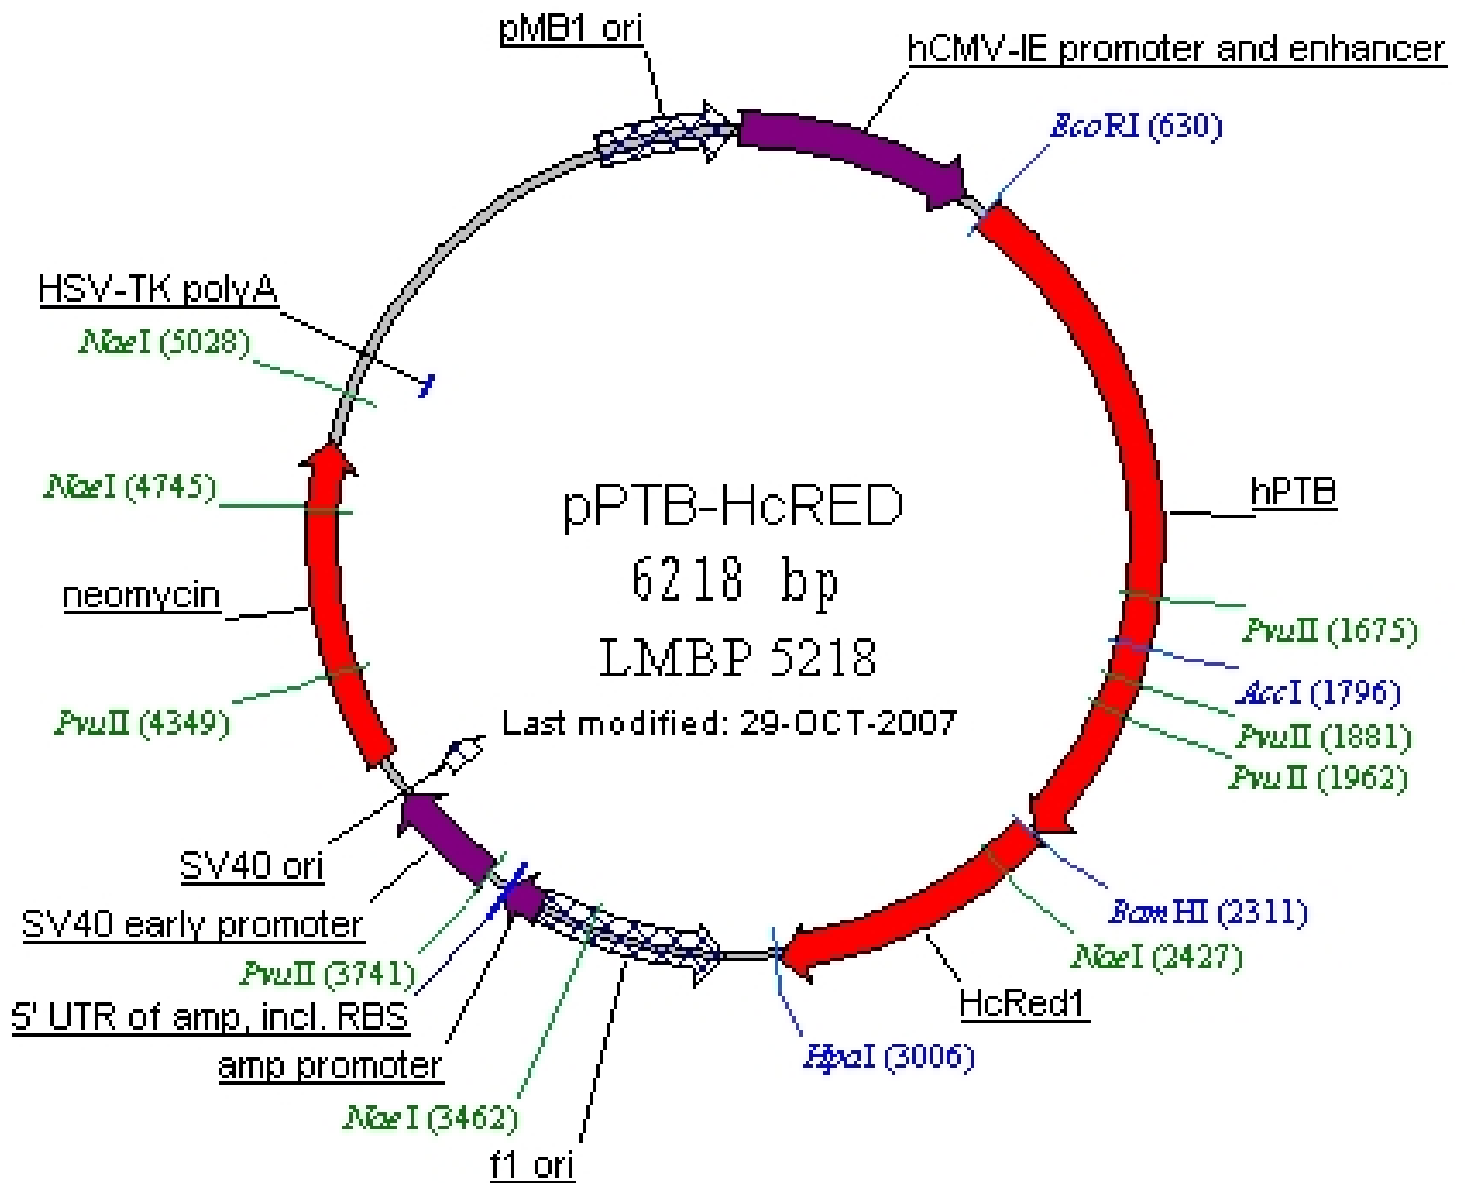 pMB1 ori
hCMV-IE promoter and enhancer
EcoRI (630)
HSV-TK polyA
NaeI (5028)
NaeI (4745)
hPTB
pPTB-HcRED
6218 bp
LMBP 5218
Last modified: 29-OCT-2007
neomycin
PvuII (4349)
PvuII (1675)
AccI (1796)
PvuII (1881)
PvuII (1962)
SV40 ori
SV40 early promoter
PvuII (3741)
5' UTR of amp, incl. RBS
amp promoter
NaeI (3462)
f1 ori
BamHI (2311)
NaeI (2427)
HcRed1
HpaI (3006)